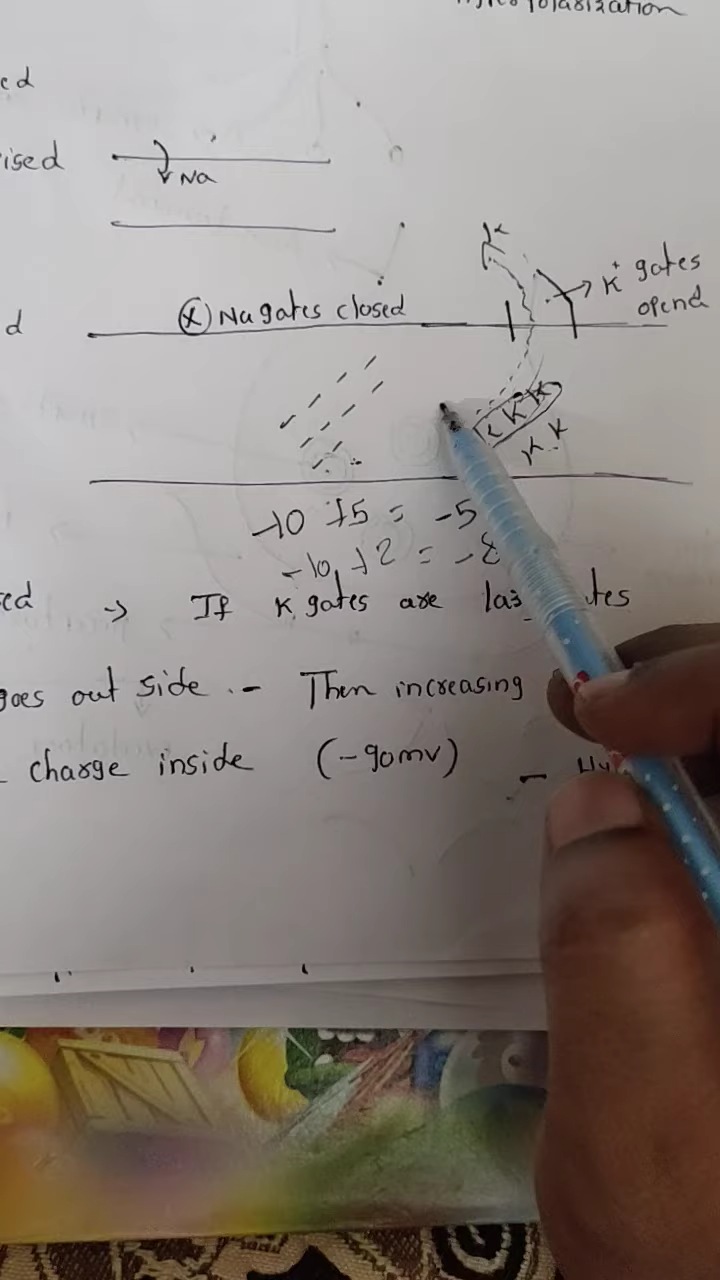 ed
ised
Na
K
K+ gates
opend
d
(x) Na gates closed
K K
K K
-10 +5 = -5
-10 +2 = -8
sed → If K gates are
goes out side .- Then increasing
charge inside (-90mv) -